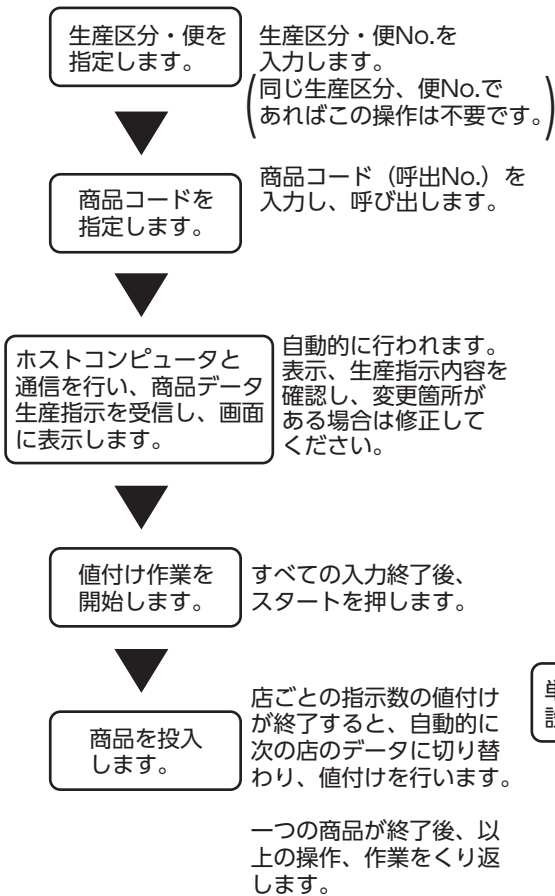 生産区分・便を
指定します。
生産区分・便No.を
入力します。
(同じ生産区分、便No.で
あればこの操作は不要です。)
商品コードを
指定します。
商品コード（呼出No.）を
入力し、呼び出します。
ホストコンピュータと
通信を行い、商品データ
生産指示を受信し、画面
に表示します。
自動的に行われます。
表示、生産指示内容を
確認し、変更箇所が
ある場合は修正して
ください。
値付け作業を
開始します。
すべての入力終了後、
スタートを押します。
商品を投入
します。
店ごとの指示数の値付け
が終了すると、自動的に
次の店のデータに切り替
わり、値付けを行います。
一つの商品が終了後、以
上の操作、作業をくり返
します。